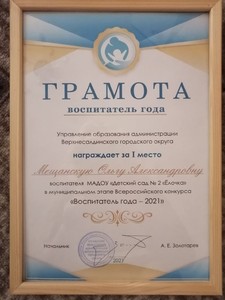 ГРАМОТА
воспитатель года
Управление образования администрации
Верхнесалдинского городского округа
награждает за I место
Мещанскую Ольгу Александровну
воспитателя МАДОУ «Детский сад № 2 «Ёлочка»
в муниципальном этапе Всероссийского конкурса
«Воспитатель года – 2021»
Начальник
А. Е. Золотарев
2021